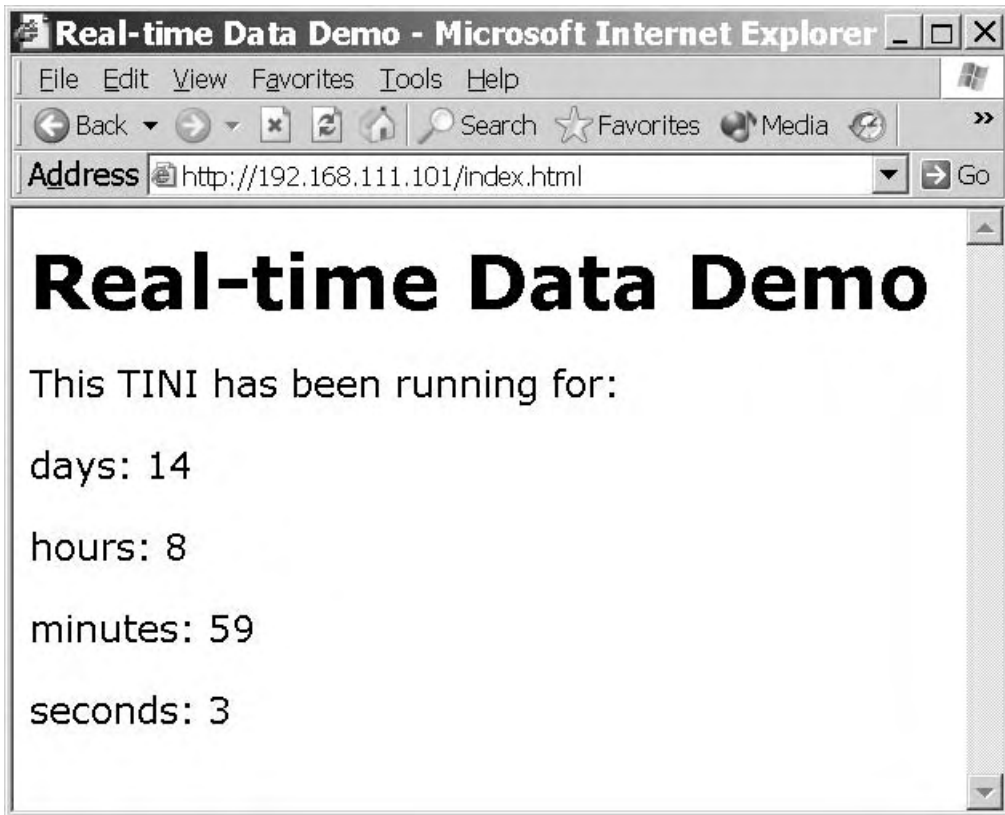 Real-time Data Demo - Microsoft Internet Explorer
File Edit View Favorites Tools Help
Back Search Favorites Media »
Address http://192.168.111.101/index.html Go
Real-time Data Demo
This TINI has been running for:
days: 14
hours: 8
minutes: 59
seconds: 3